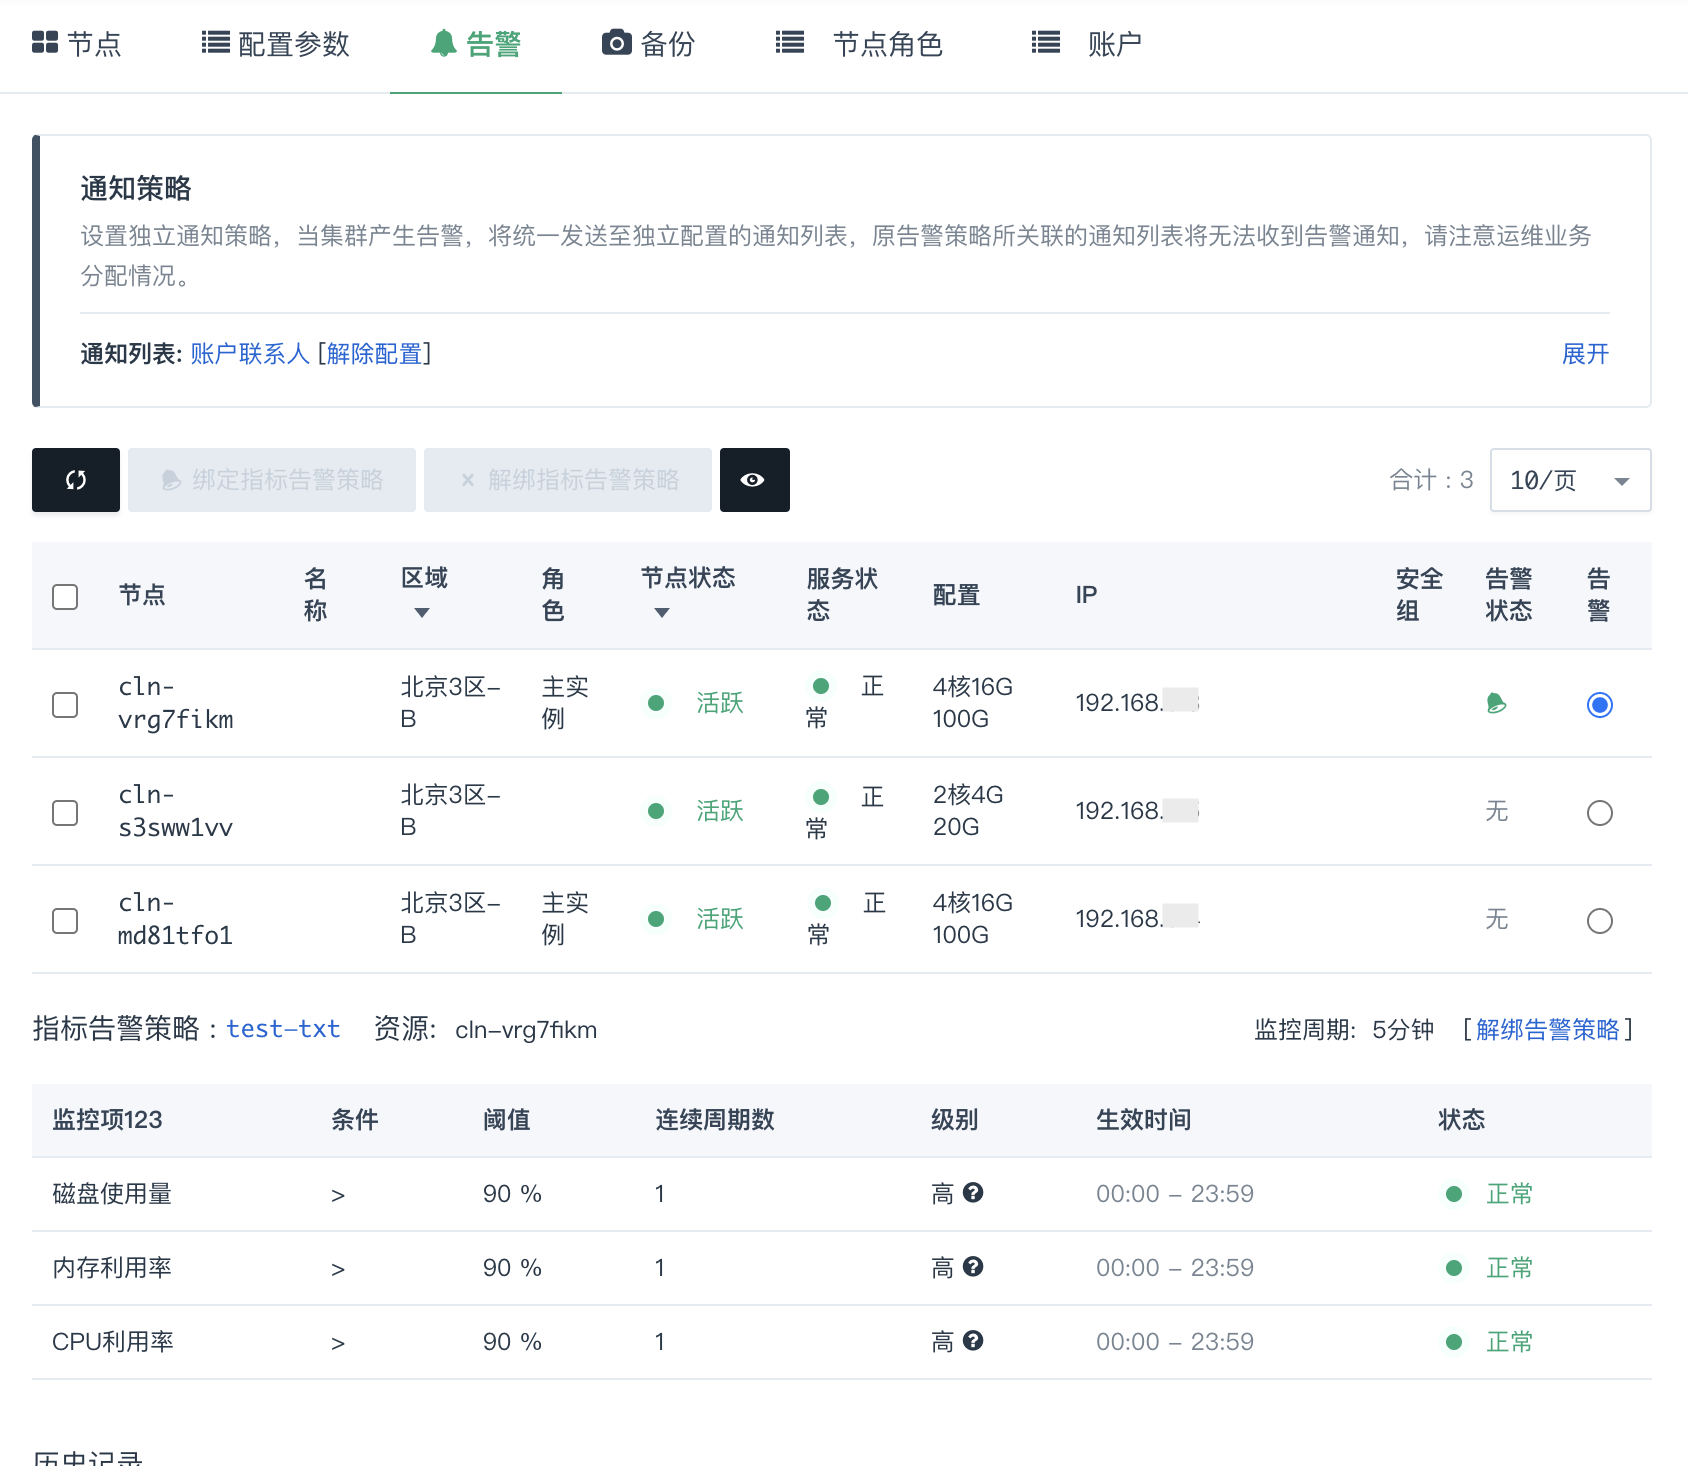 节点 配置参数 告警 备份 节点角色 账户
通知策略
设置独立通知策略，当集群产生告警，将统一发送至独立配置的通知列表，原告警策略所关联的通知列表将无法收到告警通知，请注意运维业务
分配情况。
通知列表: 账户联系人 [解除配置] 展开
绑定指标告警策略 × 解绑指标告警策略 合计：3 10/页
节点 名称 区域 角色 节点状态 服务状态 配置 IP 安全组 告警状态 告警
cln-vrg7fikm 北京3区-B 主实例 活跃 正常 4核16G 100G 192.168. 
cln-s3sww1vv 北京3区-B 活跃 正常 2核4G 20G 192.168. 无
cln-md81tfo1 北京3区-B 主实例 活跃 正常 4核16G 100G 192.168. 无
指标告警策略：test-txt 资源: cln-vrg7fikm 监控周期: 5分钟 [解绑告警策略]
监控项123 条件 阈值 连续周期数 级别 生效时间 状态
磁盘使用量 > 90 % 1 高 00:00 - 23:59 正常
内存利用率 > 90 % 1 高 00:00 - 23:59 正常
CPU利用率 > 90 % 1 高 00:00 - 23:59 正常
历史记录